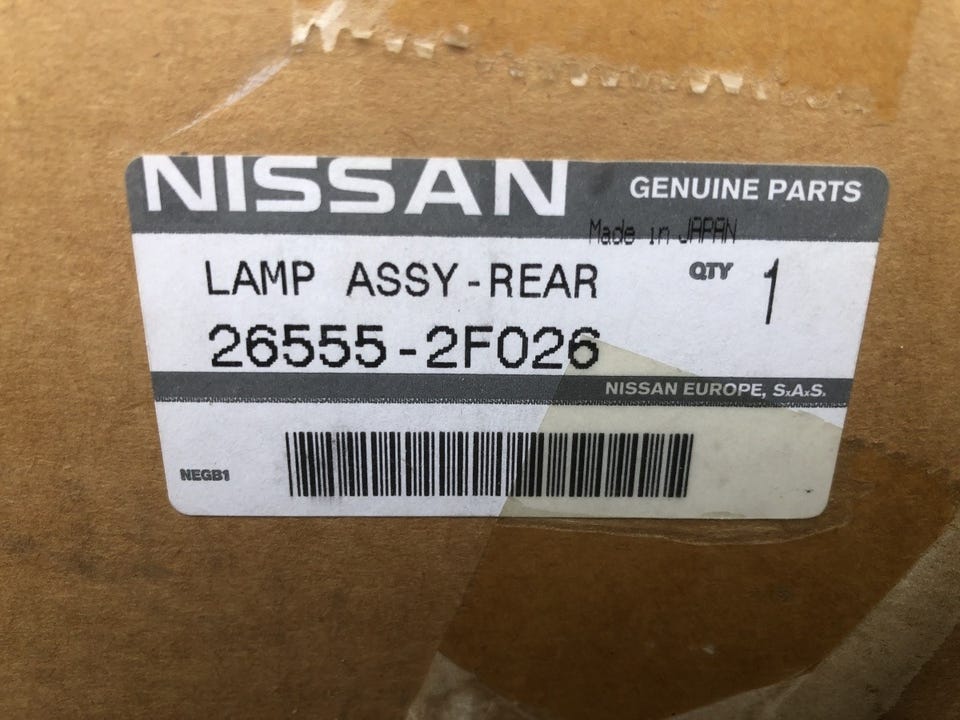 NISSAN GENUINE PARTS
Made in JAPAN
LAMP ASSY-REAR QTY 1
26555-2F026
NISSAN EUROPE, S.A.S.
NEGB1